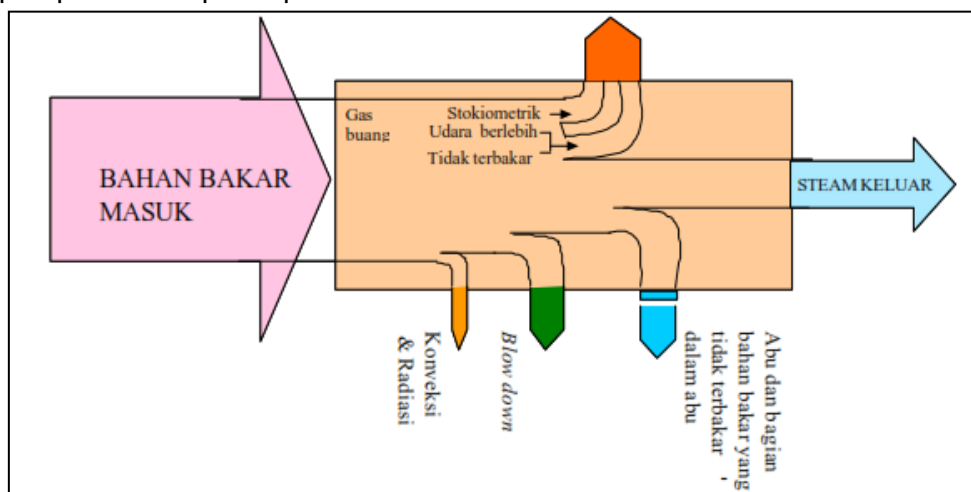 Gas
buang
Stokiometrik
Udara berlebih
Tidak terbakar
BAHAN BAKAR
MASUK
STEAM KELUAR
Konveksi
& Radiasi
Blow down
Abu dan bagian
bahan bakar yang
tidak terbakar
dalam abu